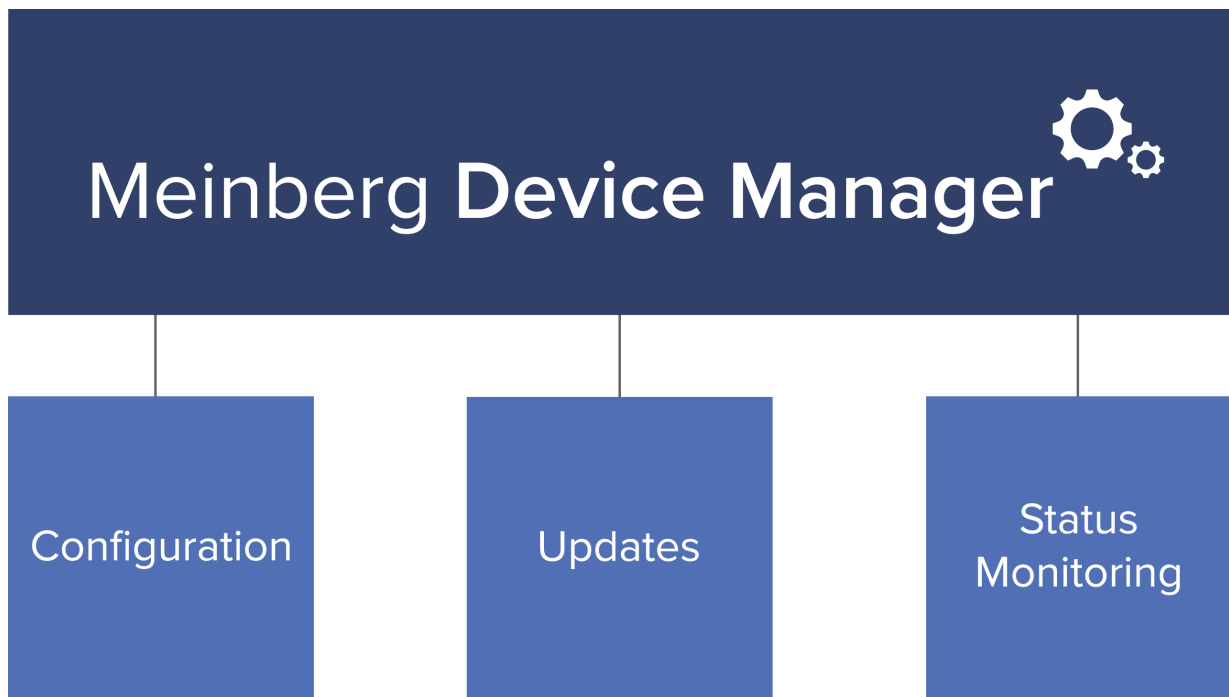 Meinberg Device Manager
Configuration
Updates
Status
Monitoring